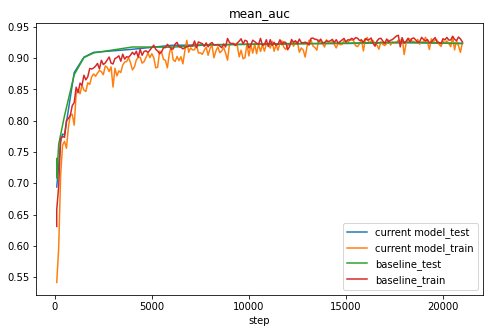 mean_auc
0.95
0.90
0.85
0.80
0.75
0.70
0.65
0.60
0.55
current model_test
current model_train
baseline_test
baseline_train
0
5000
10000
15000
20000
step